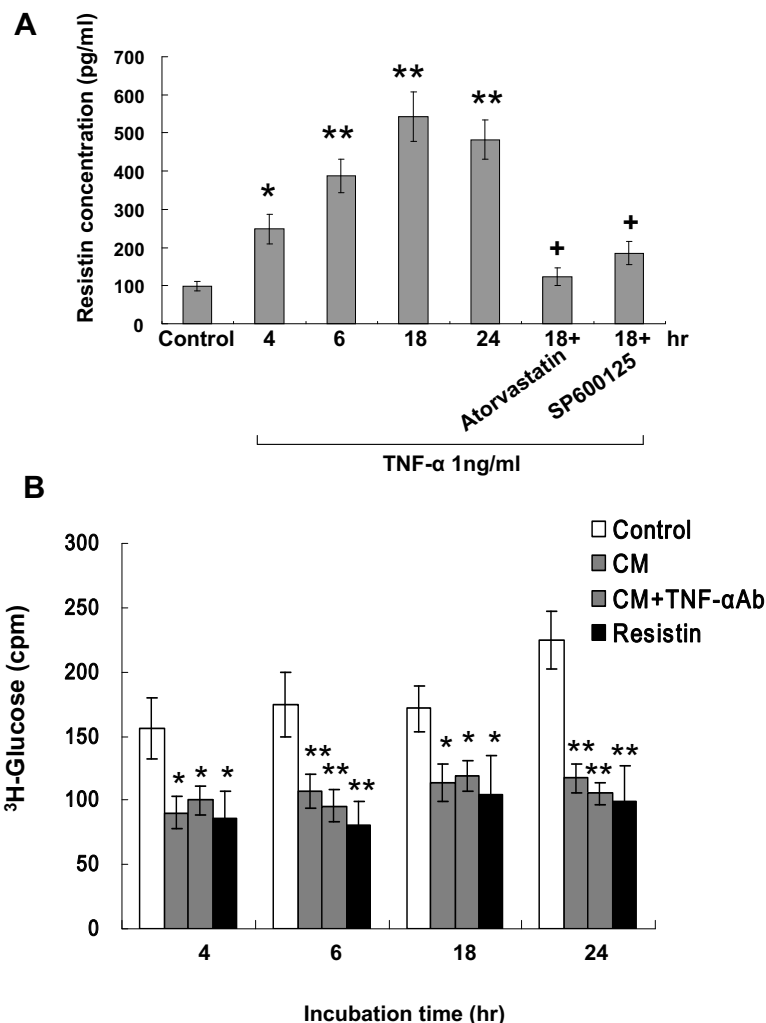 A
Resistin concentration (pg/ml)
700
600
500
400
300
200
100
0
* ** ** ** + +
Control 4 6 18 24 18+ 18+ hr
Atorvastatin SP600125
TNF-α 1ng/ml
B
³H-Glucose (cpm)
300
250
200
150
100
50
0
Control
CM
CM+TNF-αAb
Resistin
* * * ** ** ** * * * ** ** **
4 6 18 24
Incubation time (hr)